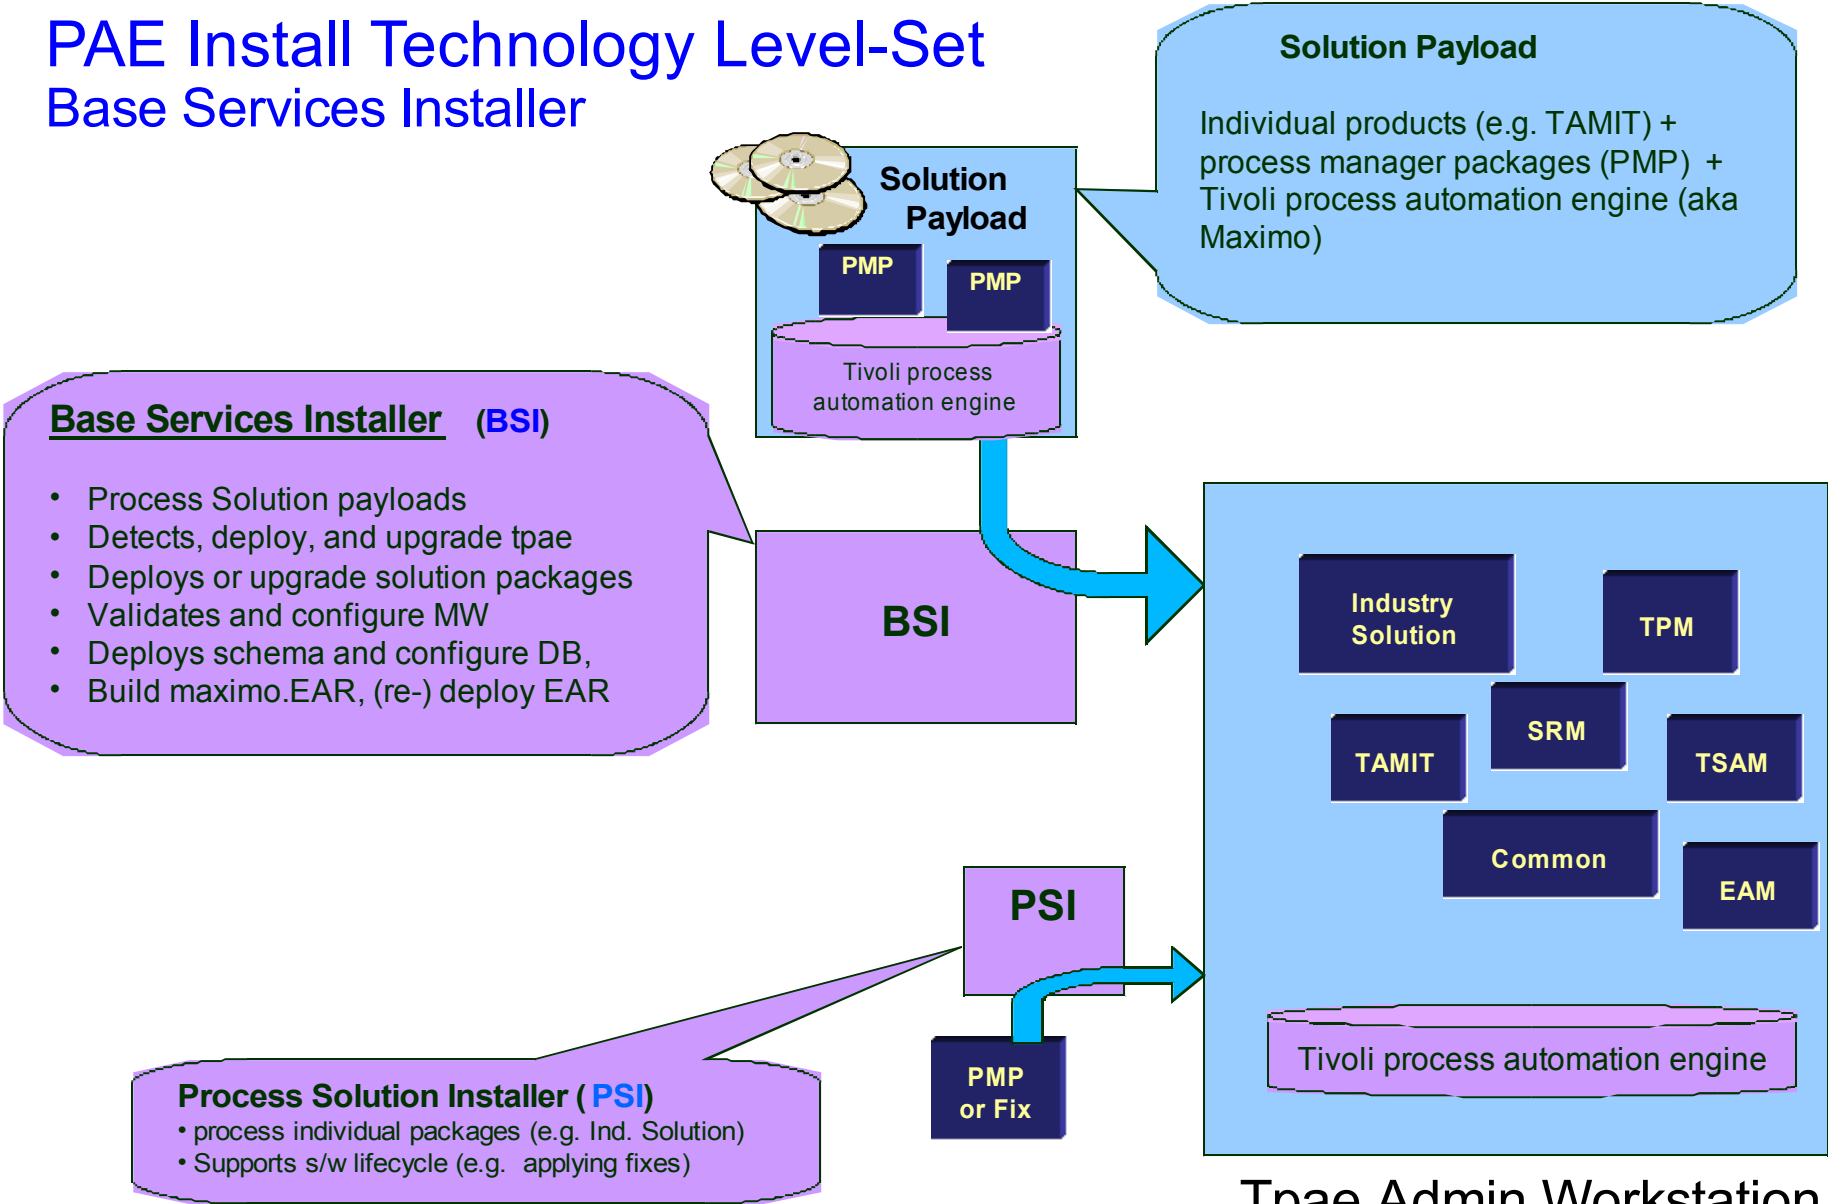 PAE Install Technology Level-Set
Base Services Installer
Solution Payload
Individual products (e.g. TAMIT) +
process manager packages (PMP) +
Tivoli process automation engine (aka
Maximo)
Solution
Payload
PMP
PMP
Tivoli process
automation engine
Base Services Installer (BSI)
• Process Solution payloads
• Detects, deploy, and upgrade tpae
• Deploys or upgrade solution packages
• Validates and configure MW
• Deploys schema and configure DB,
• Build maximo.EAR, (re-) deploy EAR
BSI
Industry
Solution
TPM
SRM
TAMIT
TSAM
Common
EAM
PSI
Tivoli process automation engine
PMP
or Fix
Process Solution Installer ( PSI)
• process individual packages (e.g. Ind. Solution)
• Supports s/w lifecycle (e.g. applying fixes)
Tpae Admin Workstation